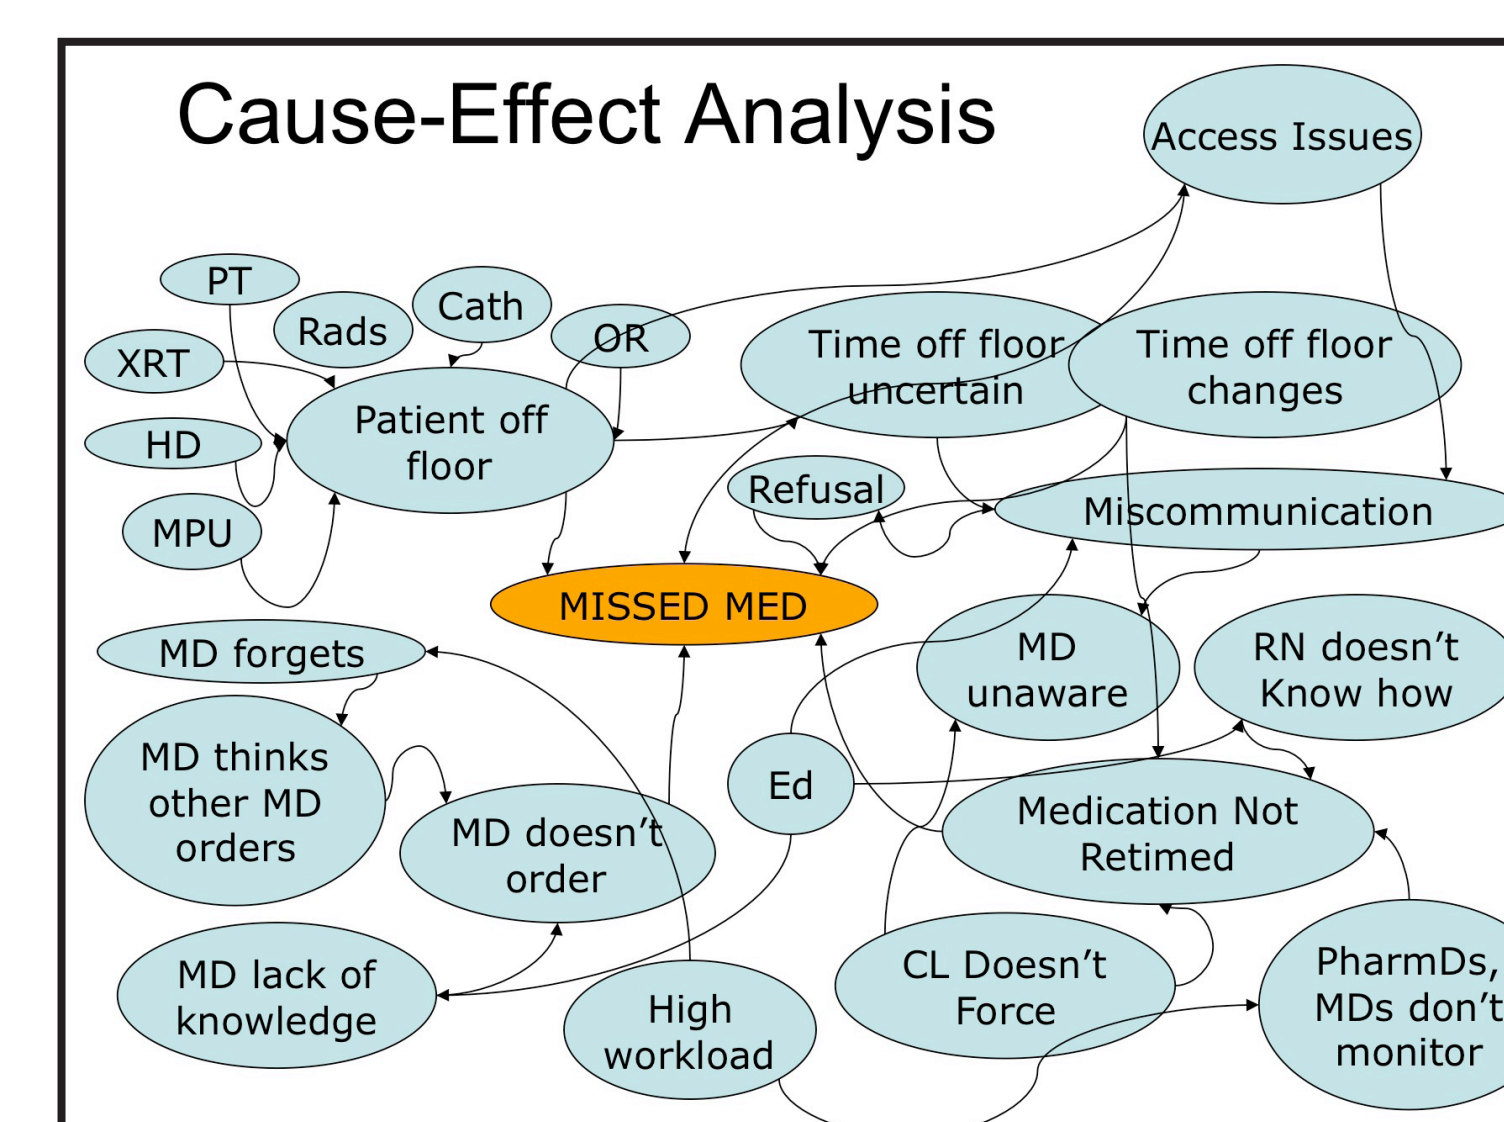 Cause-Effect Analysis
Access Issues
PT
Rads
Cath
OR
XRT
HD
MPU
Patient off
floor
Time off floor
uncertain
Time off floor
changes
Refusal
Miscommunication
MISSED MED
MD forgets
MD
unaware
RN doesn’t
Know how
MD thinks
other MD
orders
MD doesn’t
order
Ed
Medication Not
Retimed
MD lack of
knowledge
High
workload
CL Doesn’t
Force
PharmDs,
MDs don’t
monitor